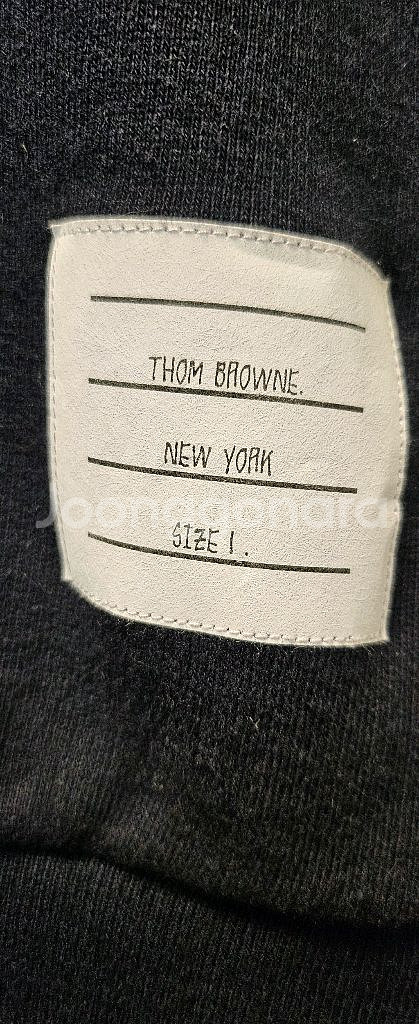 THOM BROWNE.
NEW YORK
SIZE 1.